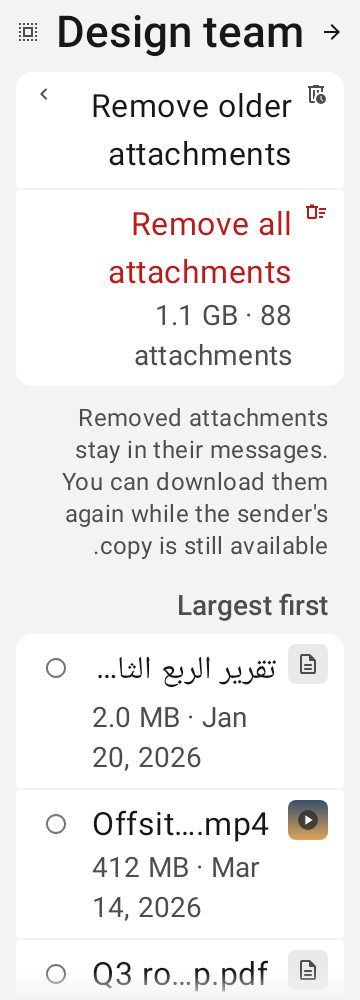 Design team
Remove older
attachments
Remove all
attachments
1.1 GB · 88
attachments
Removed attachments
stay in their messages.
You can download them
again while the sender's
copy is still available.
Largest first
تقرير الربع الثا...
2.0 MB · Jan
20, 2026
Offsit....mp4
412 MB · Mar
14, 2026
Q3 ro...p.pdf